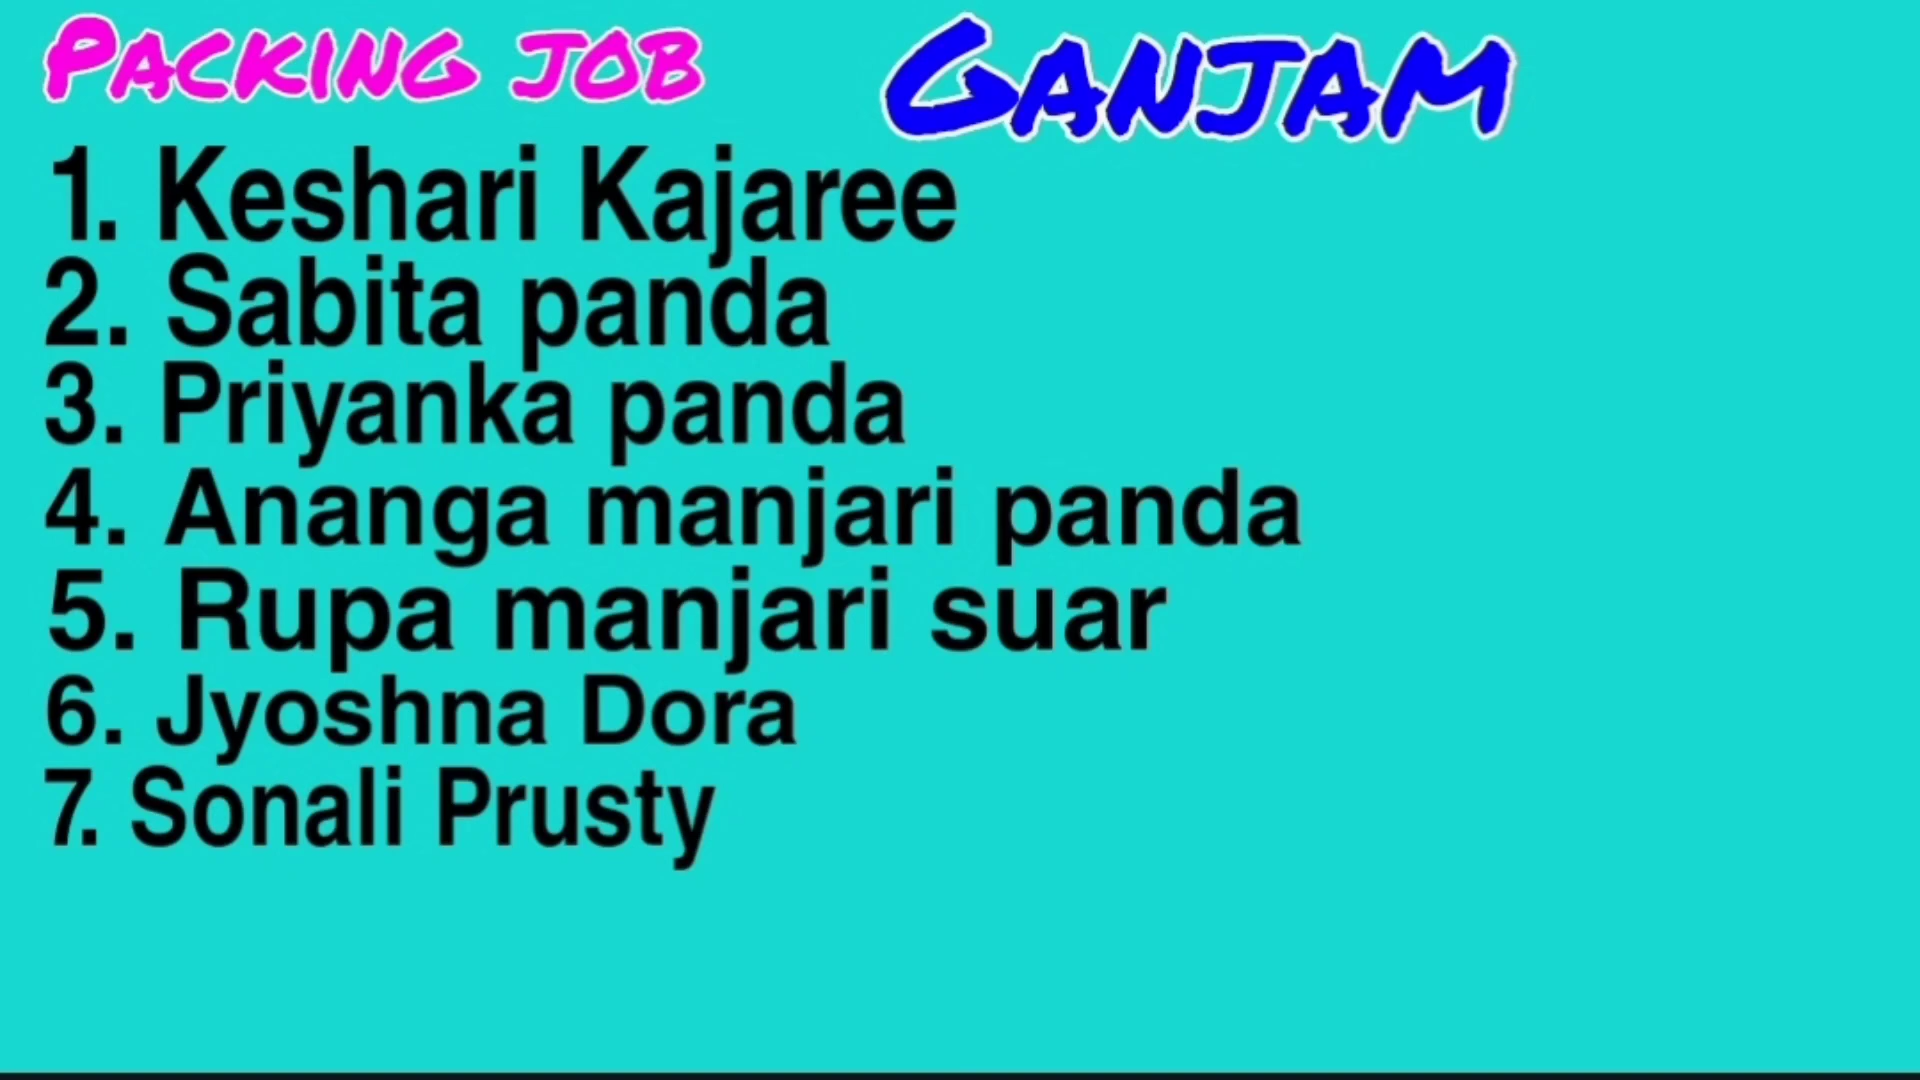 PACKING JOB
GANJAM
1. Keshari Kajaree
2. Sabita panda
3. Priyanka panda
4. Ananga manjari panda
5. Rupa manjari suar
6. Jyoshna Dora
7. Sonali Prusty